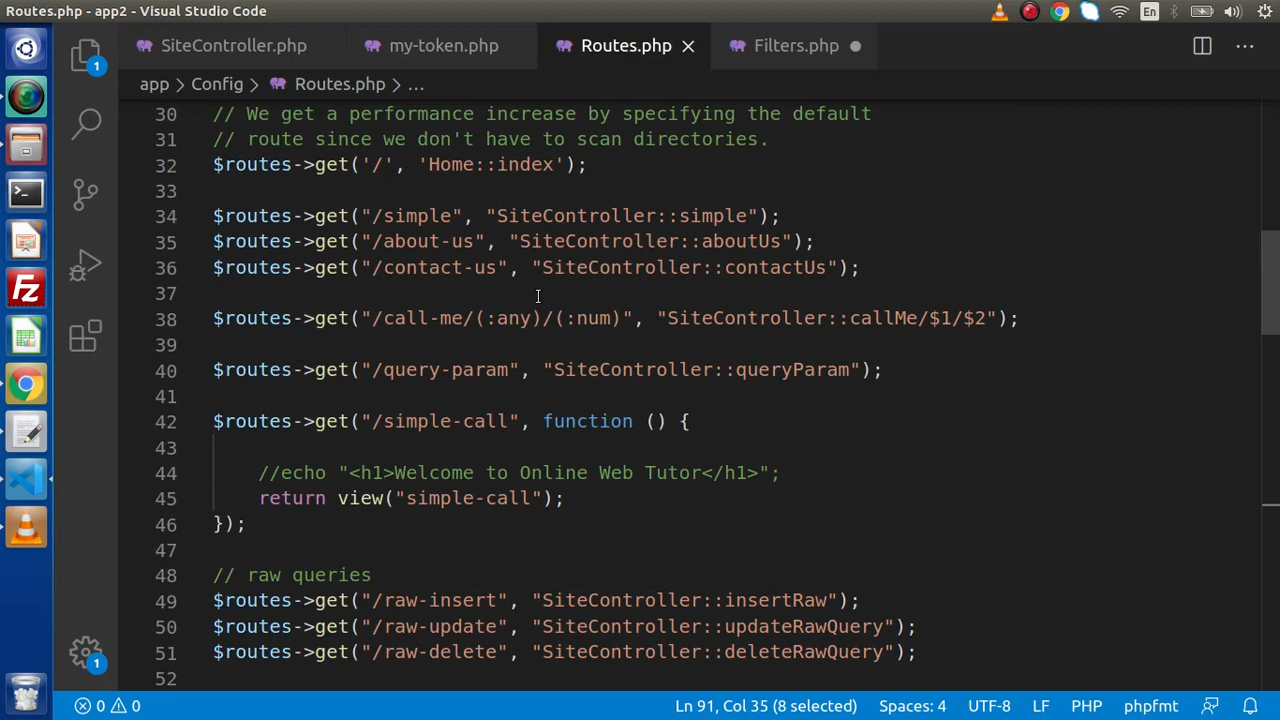 Routes.php - app2 - Visual Studio Code
En
SiteController.php
my-token.php
Routes.php
Filters.php
app > Config > Routes.php > ...
30 // We get a performance increase by specifying the default
31 // route since we don't have to scan directories.
32 $routes->get('/', 'Home::index');
33
34 $routes->get("/simple", "SiteController::simple");
35 $routes->get("/about-us", "SiteController::aboutUs");
36 $routes->get("/contact-us", "SiteController::contactUs");
37
38 $routes->get("/call-me/(:any)/(:num)", "SiteController::callMe/$1/$2");
39
40 $routes->get("/query-param", "SiteController::queryParam");
41
42 $routes->get("/simple-call", function () {
43
44 //echo "<h1>Welcome to Online Web Tutor</h1>";
45 return view("simple-call");
46 });
47
48 // raw queries
49 $routes->get("/raw-insert", "SiteController::insertRaw");
50 $routes->get("/raw-update", "SiteController::updateRawQuery");
51 $routes->get("/raw-delete", "SiteController::deleteRawQuery");
52
1
1
Fz
0 0 Ln 91, Col 35 (8 selected) Spaces: 4 UTF-8 LF PHP phpfmt